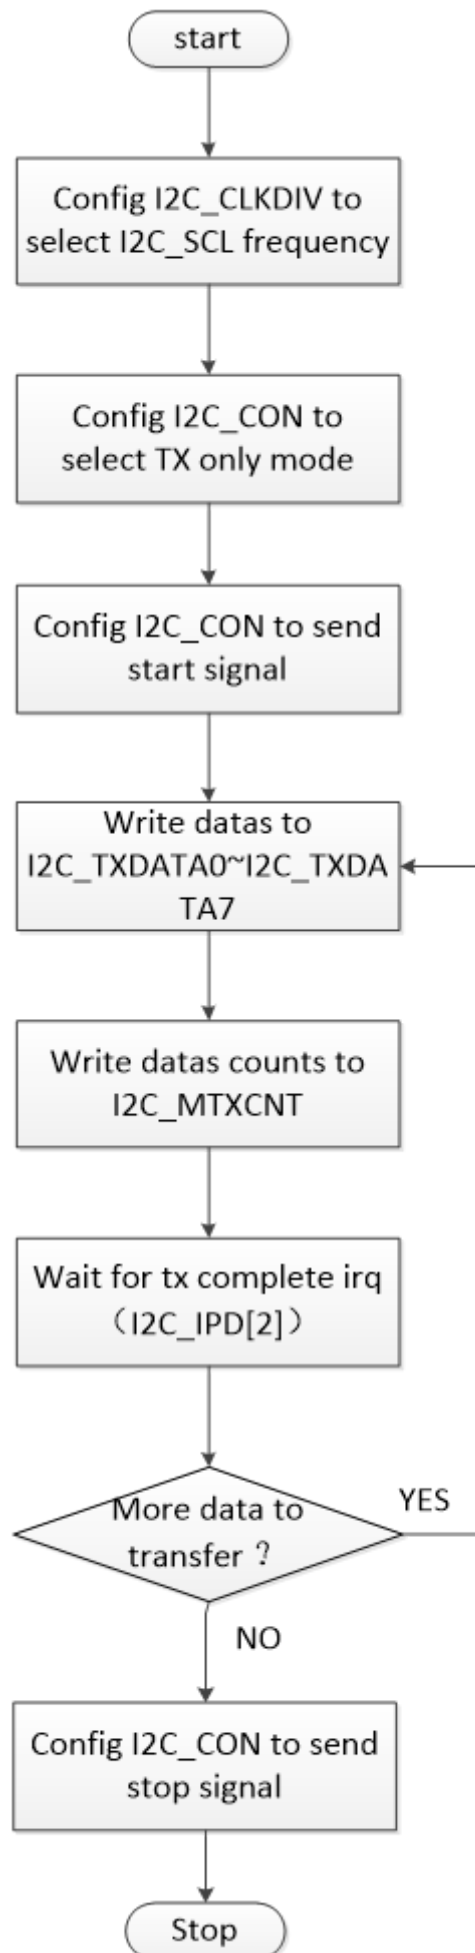 start
Config I2C_CLKDIV to
select I2C_SCL frequency
Config I2C_CON to
select TX only mode
Config I2C_CON to send
start signal
Write datas to
I2C_TXDATA0~I2C_TXDA
TA7
Write datas counts to
I2C_MTXCNT
Wait for tx complete irq
（I2C_IPD[2]）
More data to
transfer？
YES
NO
Config I2C_CON to send
stop signal
Stop